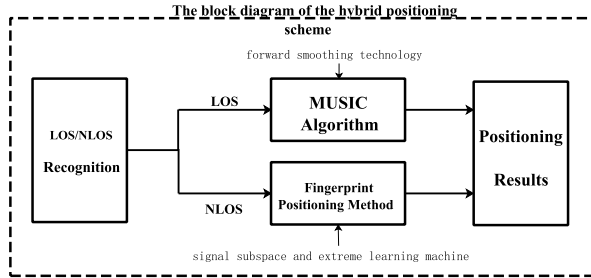 The block diagram of the hybrid positioning
scheme
forward smoothing technology
LOS/NLOS
Recognition
LOS
MUSIC
Algorithm
NLOS
Fingerprint
Positioning Method
signal subspace and extreme learning machine
Positioning
Results